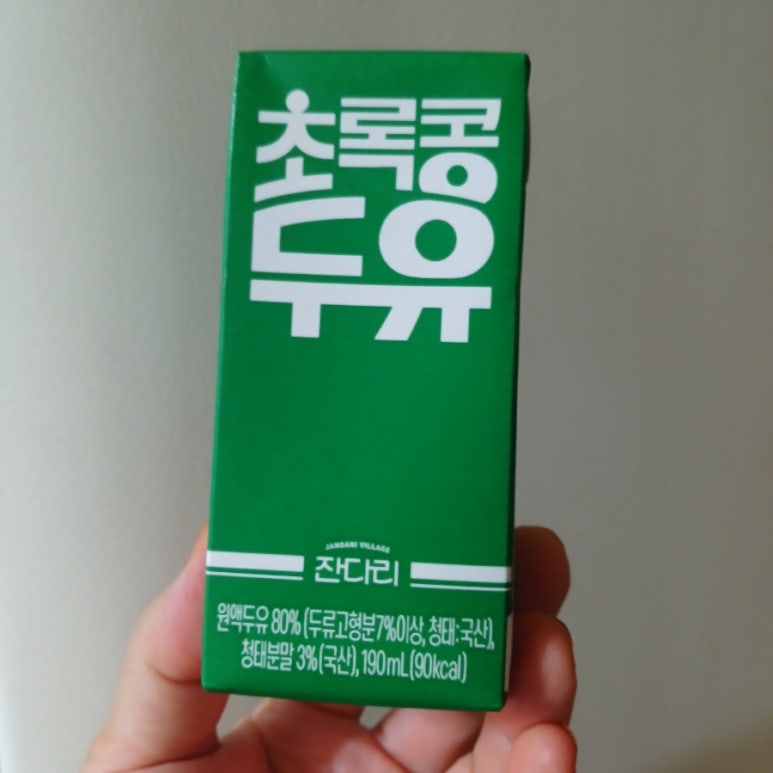 초록콩
두유
JANDARI VILLAGE
잔다리
원액두유 80% (두류고형분7%이상, 청태:국산),
청태분말 3% (국산), 190mL (90kcal)